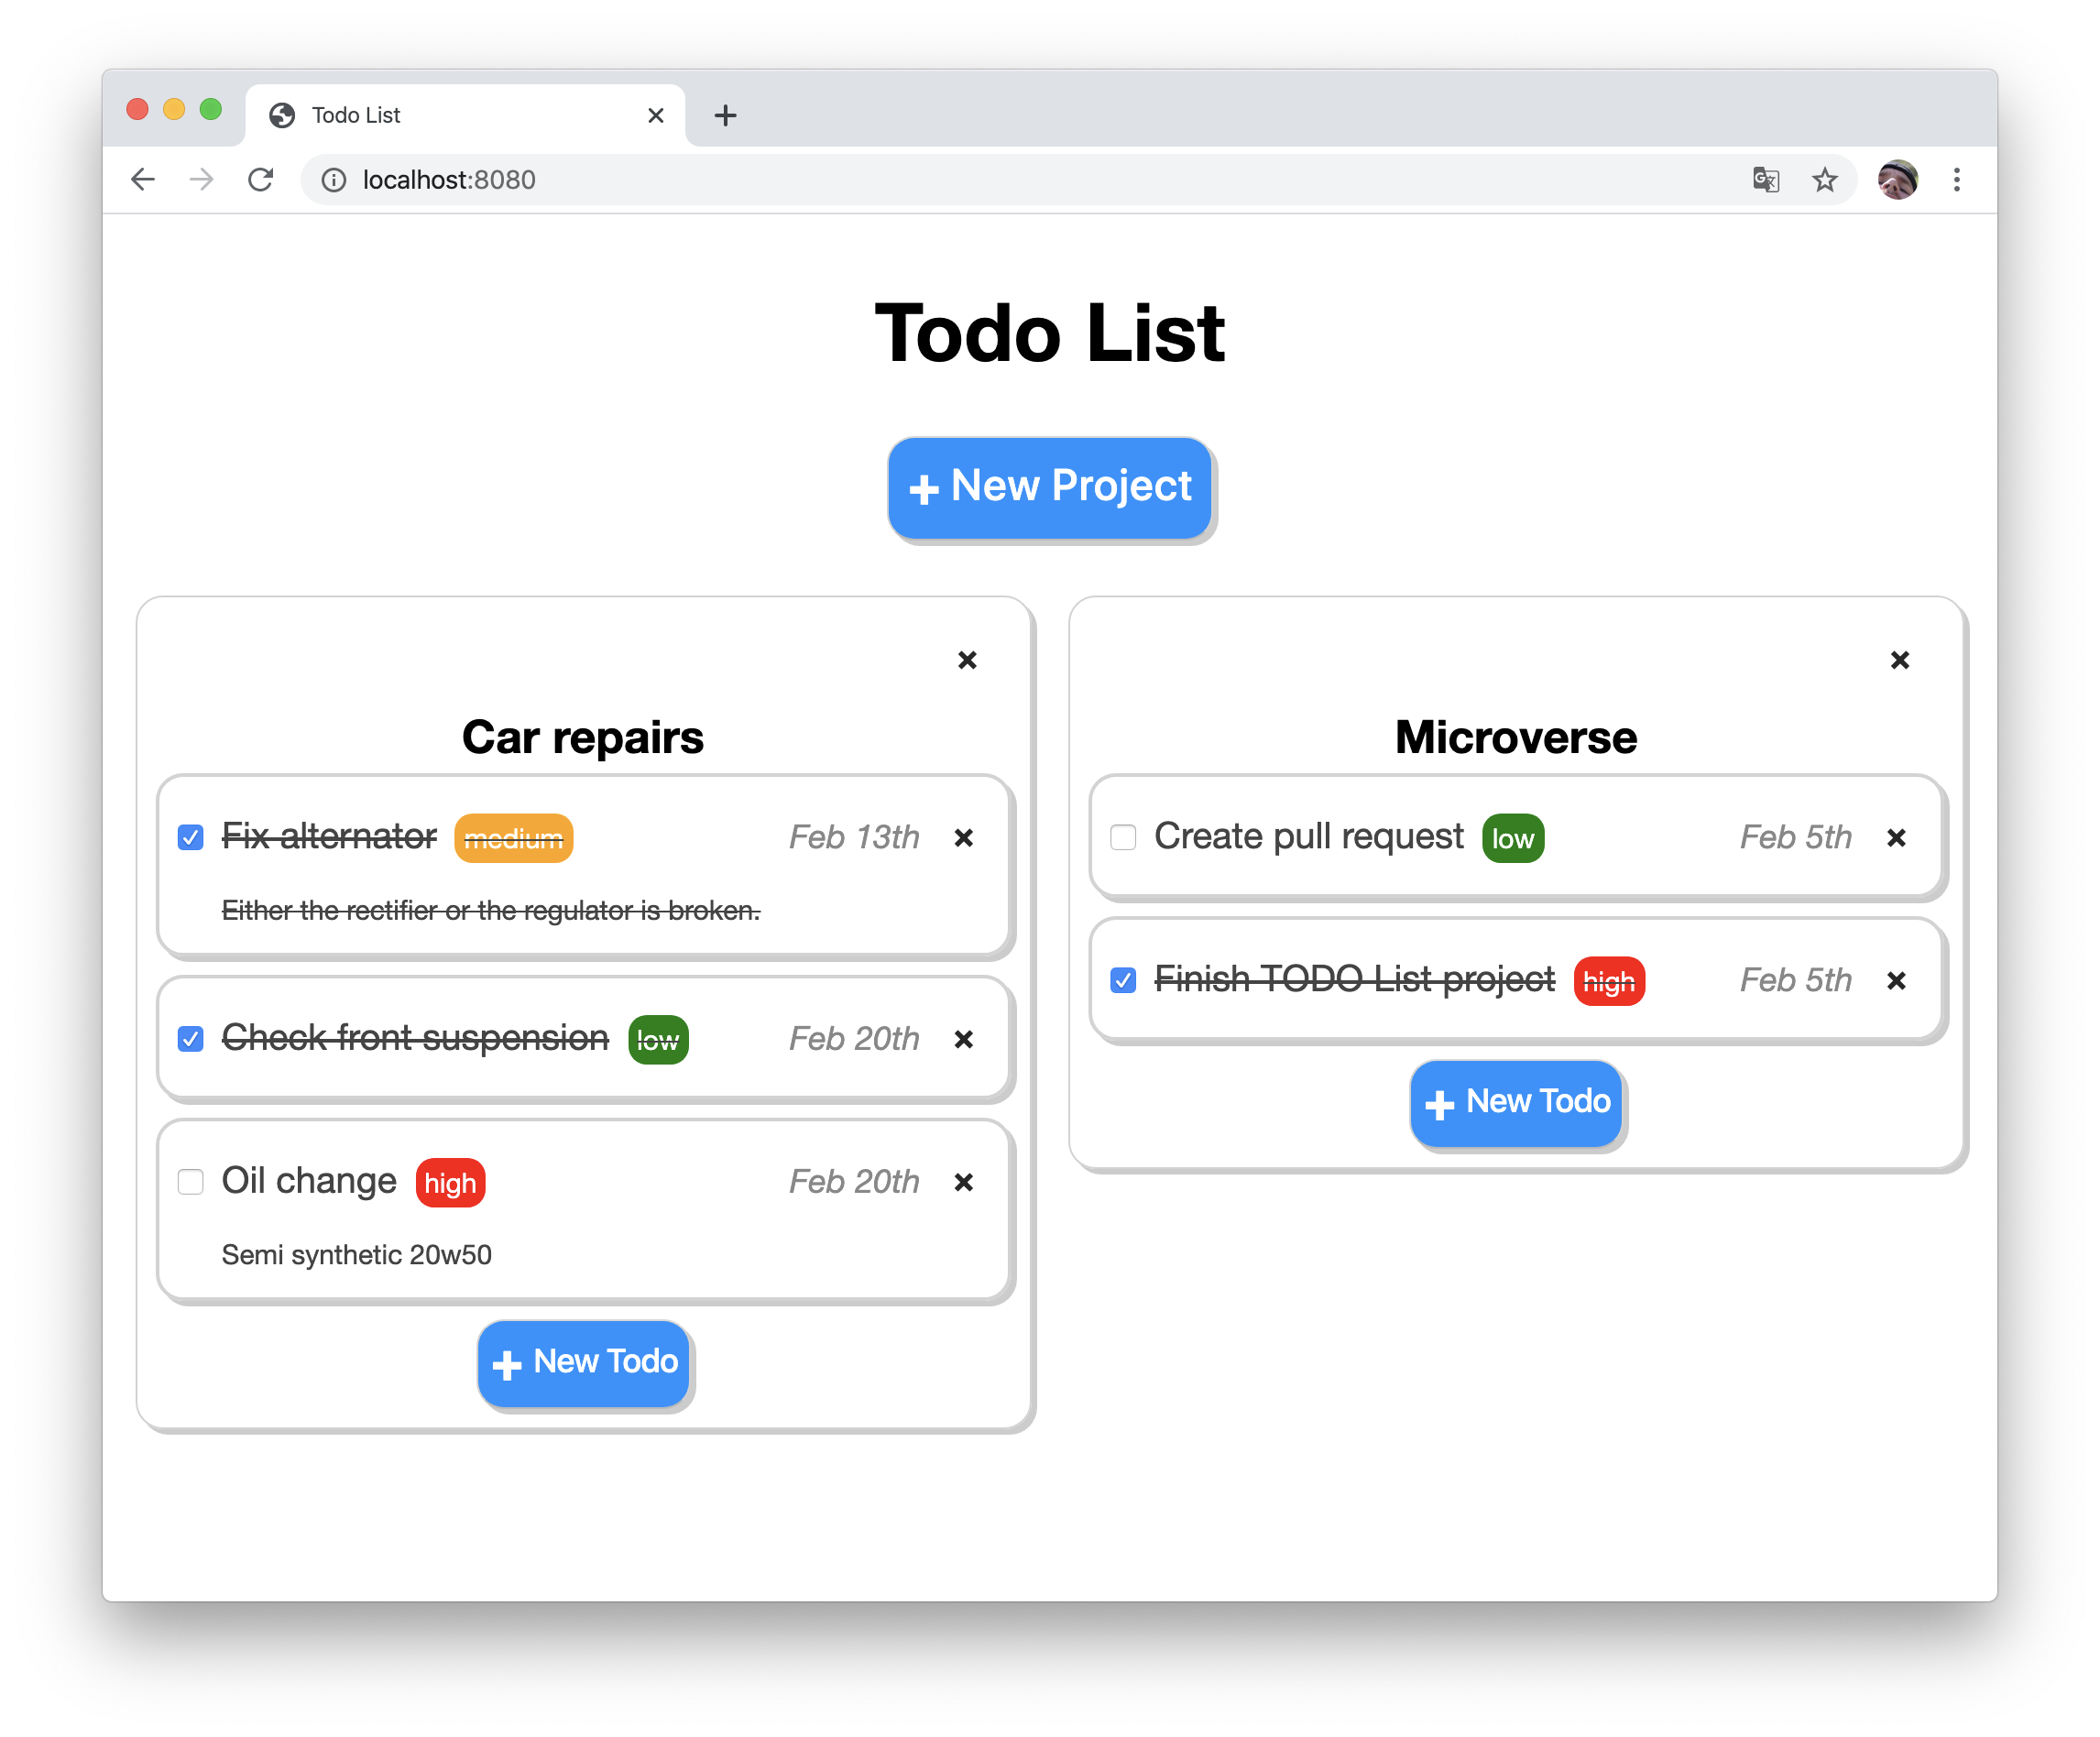 Todo List
localhost:8080
Todo List
New Project
Car repairs
Fix alternator medium Feb 13th
Either the rectifier or the regulator is broken.
Check front suspension low Feb 20th
Oil change high Feb 20th
Semi synthetic 20w50
New Todo
Microverse
Create pull request low Feb 5th
Finish TODO List project high Feb 5th
New Todo